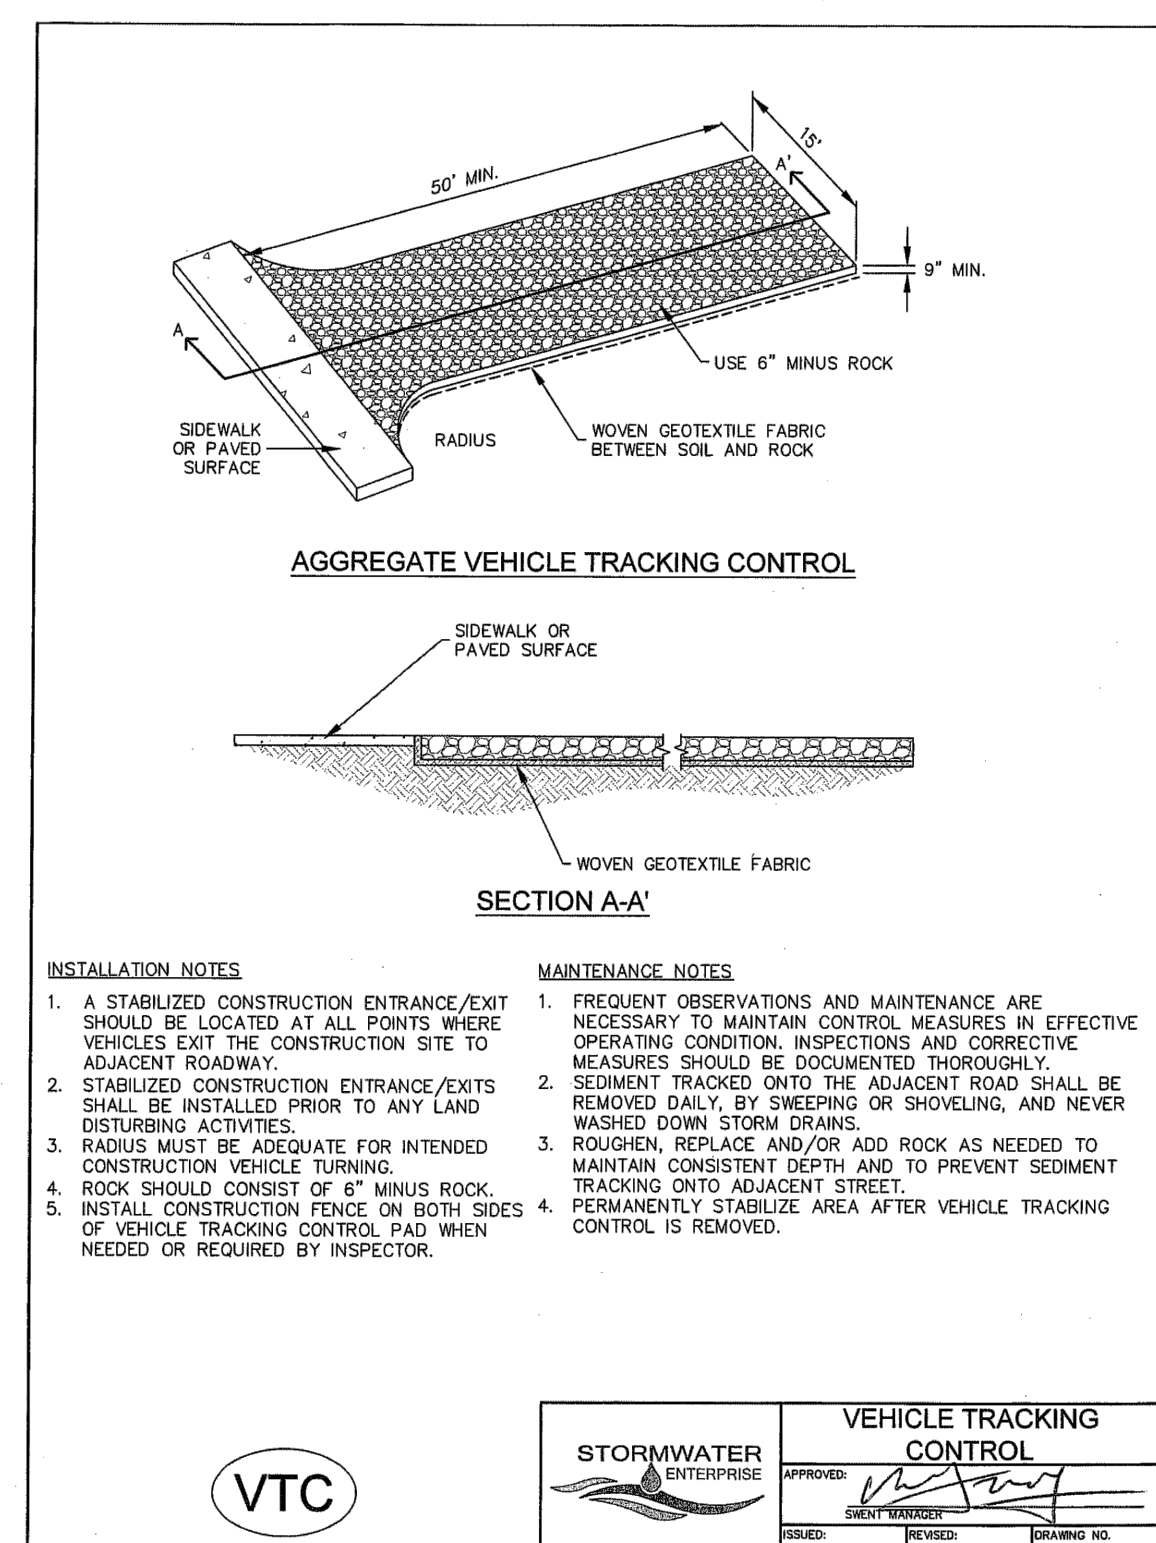 50' MIN.
15'
A'
9" MIN.
USE 6" MINUS ROCK
A
SIDEWALK
OR PAVED
SURFACE
RADIUS
WOVEN GEOTEXTILE FABRIC
BETWEEN SOIL AND ROCK
AGGREGATE VEHICLE TRACKING CONTROL
SIDEWALK OR
PAVED SURFACE
WOVEN GEOTEXTILE FABRIC
SECTION A-A'
INSTALLATION NOTES
1. A STABILIZED CONSTRUCTION ENTRANCE/EXIT
SHOULD BE LOCATED AT ALL POINTS WHERE
VEHICLES EXIT THE CONSTRUCTION SITE TO
ADJACENT ROADWAY.
2. STABILIZED CONSTRUCTION ENTRANCE/EXITS
SHALL BE INSTALLED PRIOR TO ANY LAND
DISTURBING ACTIVITIES.
3. RADIUS MUST BE ADEQUATE FOR INTENDED
CONSTRUCTION VEHICLE TURNING.
4. ROCK SHOULD CONSIST OF 6" MINUS ROCK.
5. INSTALL CONSTRUCTION FENCE ON BOTH SIDES
OF VEHICLE TRACKING CONTROL PAD WHEN
NEEDED OR REQUIRED BY INSPECTOR.
MAINTENANCE NOTES
1. FREQUENT OBSERVATIONS AND MAINTENANCE ARE
NECESSARY TO MAINTAIN CONTROL MEASURES IN EFFECTIVE
OPERATING CONDITION. INSPECTIONS AND CORRECTIVE
MEASURES SHOULD BE DOCUMENTED THOROUGHLY.
2. SEDIMENT TRACKED ONTO THE ADJACENT ROAD SHALL BE
REMOVED DAILY, BY SWEEPING OR SHOVELING, AND NEVER
WASHED DOWN STORM DRAINS.
3. ROUGHEN, REPLACE AND/OR ADD ROCK AS NEEDED TO
MAINTAIN CONSISTENT DEPTH AND TO PREVENT SEDIMENT
TRACKING ONTO ADJACENT STREET.
4. PERMANENTLY STABILIZE AREA AFTER VEHICLE TRACKING
CONTROL IS REMOVED.
VTC
STORMWATER
ENTERPRISE
VEHICLE TRACKING
CONTROL
APPROVED:
SWENT MANAGER
ISSUED:
REVISED:
DRAWING NO.